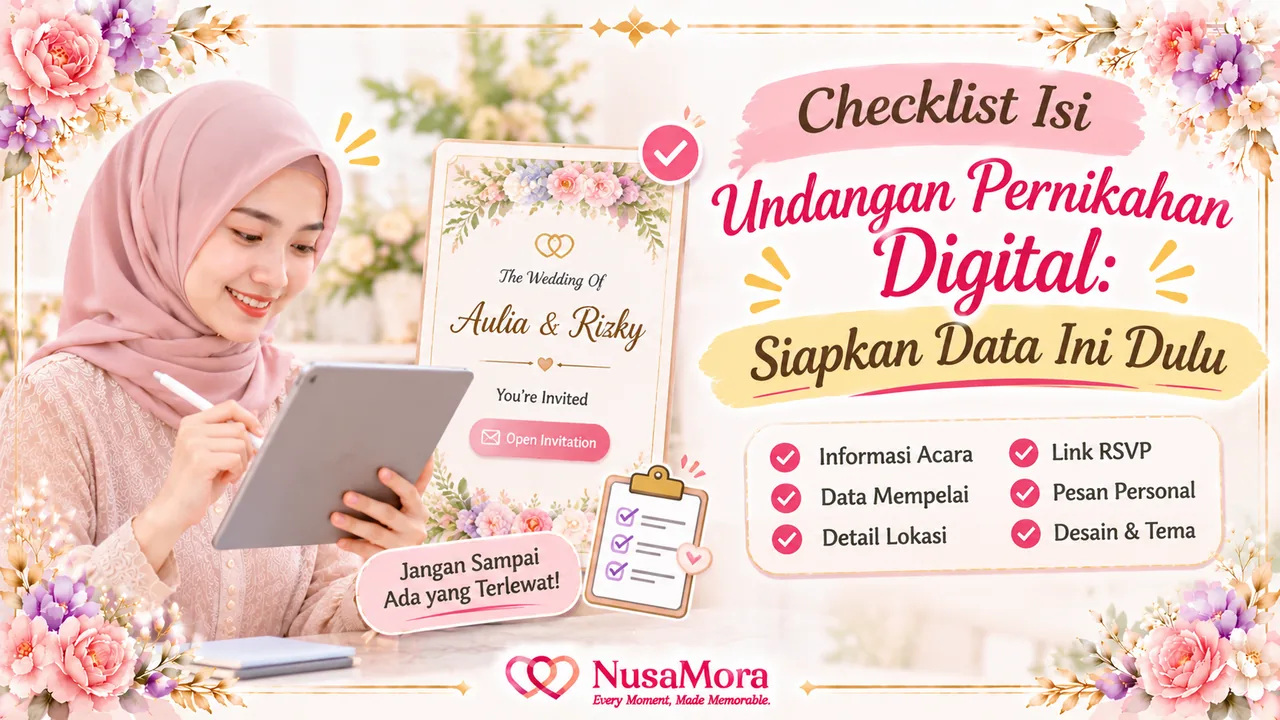 Checklist Isi
Undangan Pernikahan
Digital:
Siapkan Data Ini Dulu
Informasi Acara
Data Mempelai
Detail Lokasi
Link RSVP
Pesan Personal
Desain & Tema
The Wedding Of
Aulia & Rizky
You're Invited
Open Invitation
Jangan Sampai
Ada yang Terlewat!
NusaMora
Every Moment, Made Memorable.